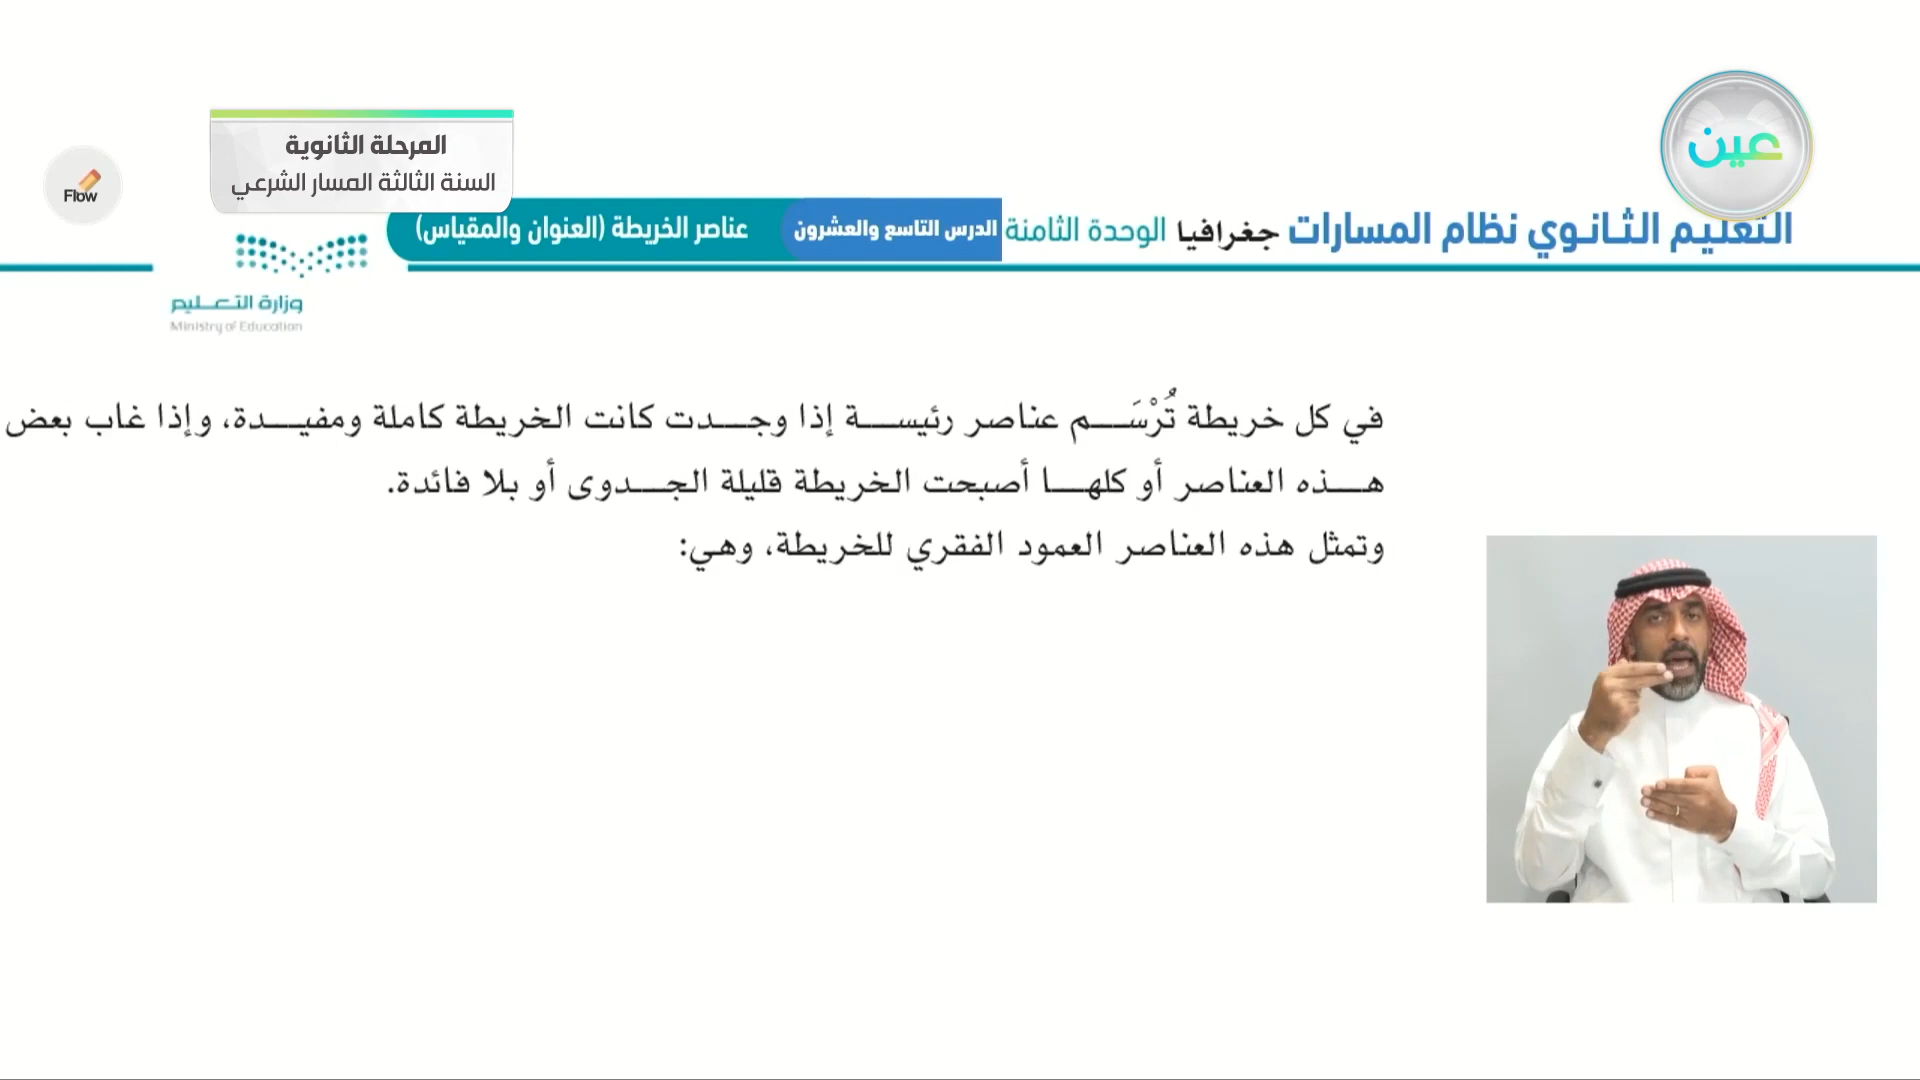 المرحلة الثانوية
السنة الثالثة المسار الشرعي
عين
Flow
التعليم الثانوي نظام المسارات جغرافيا الوحدة الثامنة الدرس التاسع والعشرون عناصر الخريطة (العنوان والمقياس)
وزارة التعليم
Ministry of Education
في كل خريطة تُرْسَم عناصر رئيسة إذا وجدت كانت الخريطة كاملة ومفيدة، وإذا غاب بعض
هذه العناصر أو كلها أصبحت الخريطة قليلة الجدوى أو بلا فائدة.
وتمثل هذه العناصر العمود الفقري للخريطة، وهي: